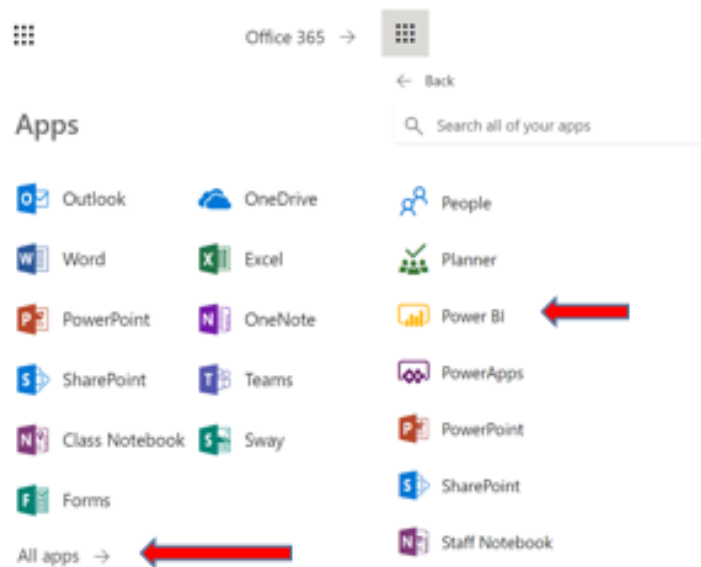 Office 365 →
Apps
Outlook OneDrive
Word Excel
PowerPoint OneNote
SharePoint Teams
Class Notebook Sway
Forms
All apps →
← Back
Search all of your apps
People
Planner
Power BI
PowerApps
PowerPoint
SharePoint
Staff Notebook